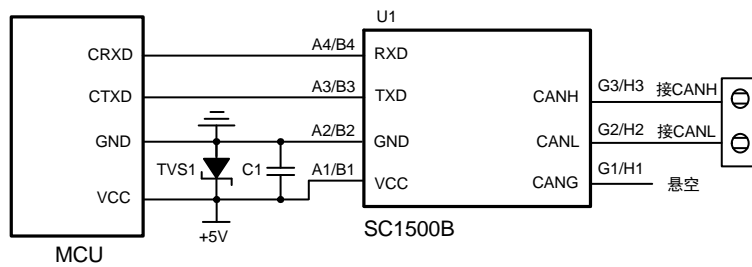 U1
CRXD A4/B4 RXD
CTXD A3/B3 TXD CANH G3/H3 接CANH
GND A2/B2 GND CANL G2/H2 接CANL
TVS1 C1
VCC A1/B1 VCC CANG G1/H1 悬空
+5V
MCU SC1500B